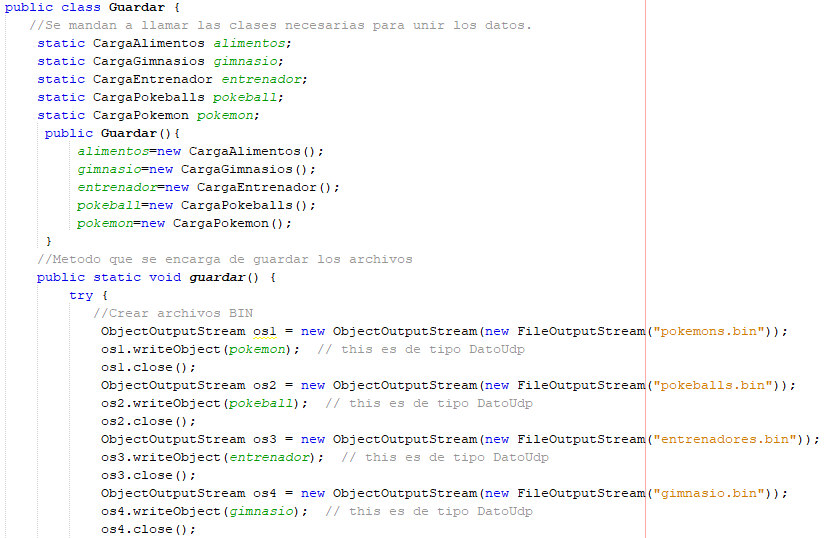 public class Guardar {
//Se mandan a llamar las clases necesarias para unir los datos.
static CargaAlimentos alimentos;
static CargaGimnasios gimnasio;
static CargaEntrenador entrenador;
static CargaPokeballs pokeball;
static CargaPokemon pokemon;
public Guardar(){
alimentos=new CargaAlimentos();
gimnasio=new CargaGimnasios();
entrenador=new CargaEntrenador();
pokeball=new CargaPokeballs();
pokemon=new CargaPokemon();
}
//Metodo que se encarga de guardar los archivos
public static void guardar() {
try {
//Crear archivos BIN
ObjectOutputStream os1 = new ObjectOutputStream(new FileOutputStream("pokemons.bin"));
os1.writeObject(pokemon);  // this es de tipo DatoUdp
os1.close();
ObjectOutputStream os2 = new ObjectOutputStream(new FileOutputStream("pokeballs.bin"));
os2.writeObject(pokeball);  // this es de tipo DatoUdp
os2.close();
ObjectOutputStream os3 = new ObjectOutputStream(new FileOutputStream("entrenadores.bin"));
os3.writeObject(entrenador);  // this es de tipo DatoUdp
os3.close();
ObjectOutputStream os4 = new ObjectOutputStream(new FileOutputStream("gimnasio.bin"));
os4.writeObject(gimnasio);  // this es de tipo DatoUdp
os4.close();